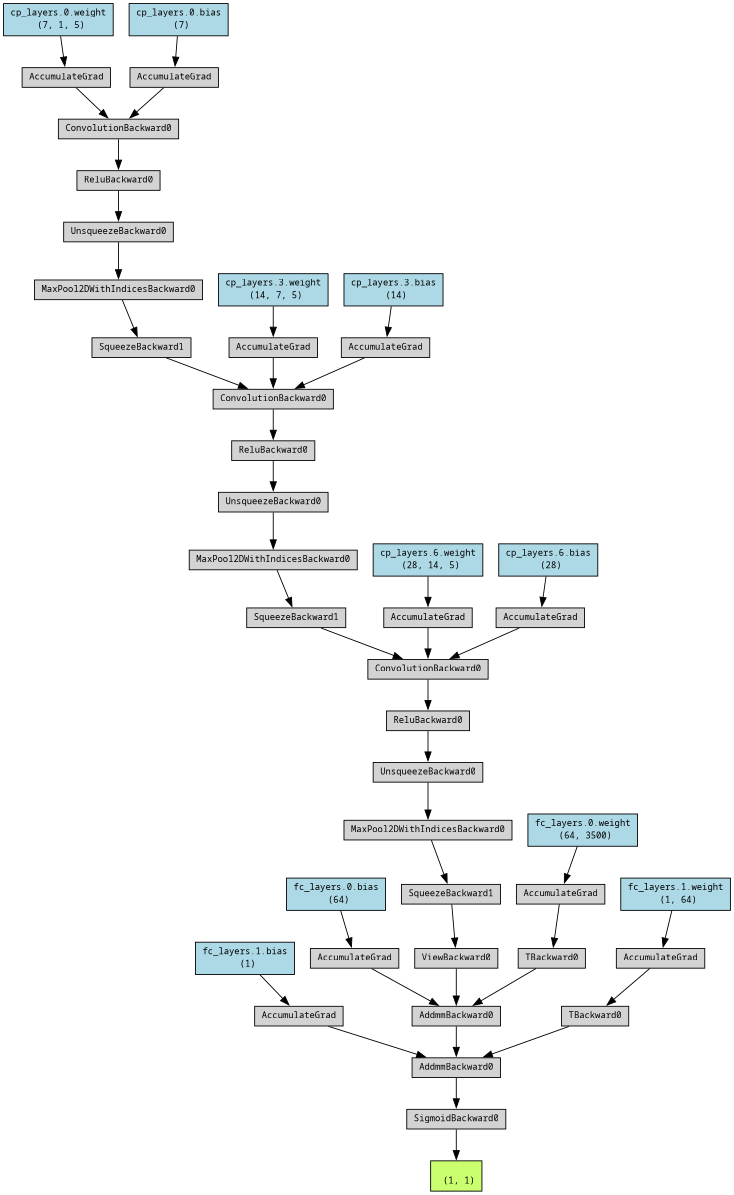 cp_layers.0.weight
(7, 1, 5)
cp_layers.0.bias
(7)
AccumulateGrad
AccumulateGrad
ConvolutionBackward0
ReluBackward0
UnsqueezeBackward0
MaxPool2DWithIndicesBackward0
cp_layers.3.weight
(14, 7, 5)
cp_layers.3.bias
(14)
SqueezeBackward1
AccumulateGrad
AccumulateGrad
ConvolutionBackward0
ReluBackward0
UnsqueezeBackward0
MaxPool2DWithIndicesBackward0
cp_layers.6.weight
(28, 14, 5)
cp_layers.6.bias
(28)
SqueezeBackward1
AccumulateGrad
AccumulateGrad
ConvolutionBackward0
ReluBackward0
UnsqueezeBackward0
MaxPool2DWithIndicesBackward0
fc_layers.0.weight
(64, 3500)
fc_layers.0.bias
(64)
SqueezeBackward1
AccumulateGrad
fc_layers.1.weight
(1, 64)
fc_layers.1.bias
(1)
AccumulateGrad
ViewBackward0
TBackward0
AccumulateGrad
AccumulateGrad
AddmmBackward0
TBackward0
AddmmBackward0
SigmoidBackward0
(1, 1)